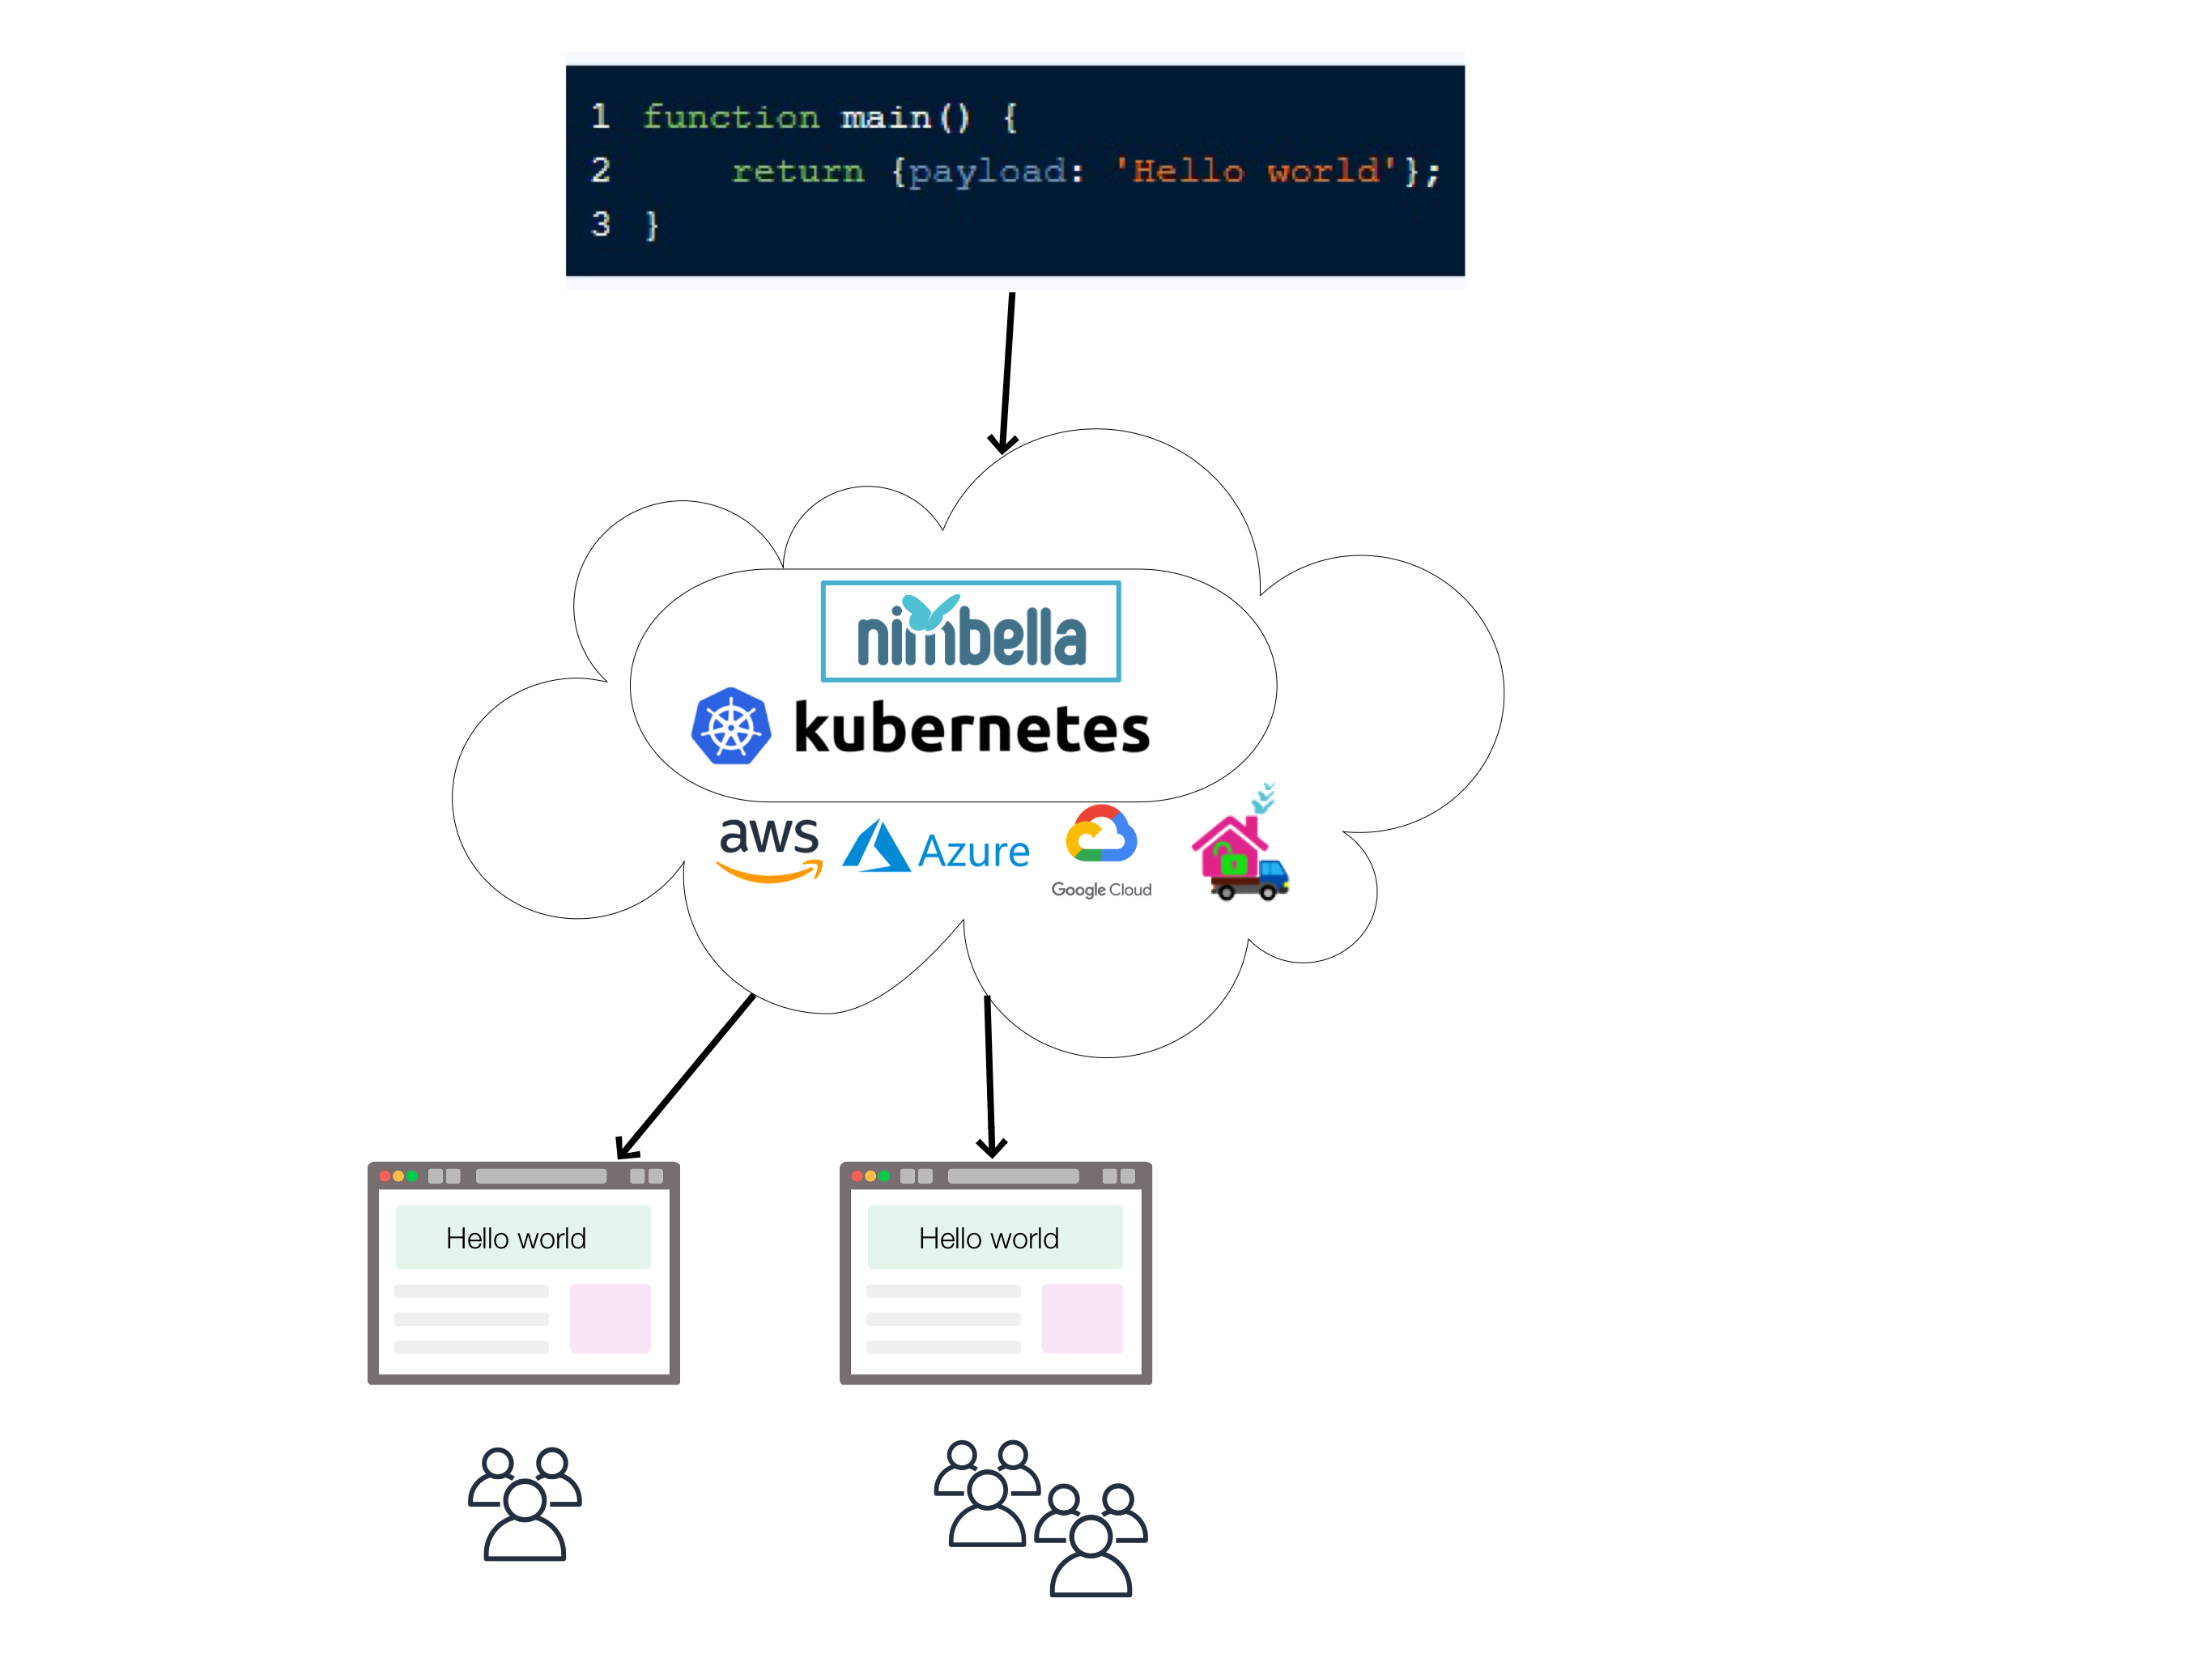 1 function main() {
2 return {payload: 'Hello world'};
3 }
nimbella
kubernetes
aws
Azure
Google Cloud
Hello world
Hello world